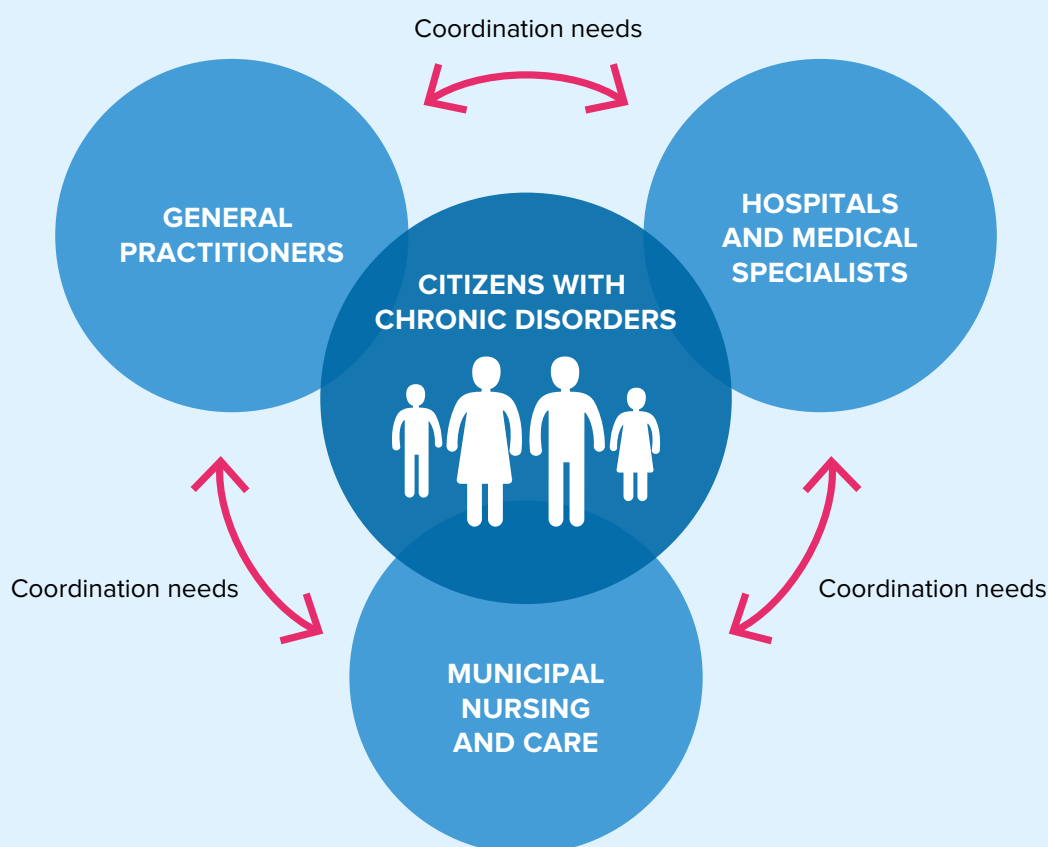 Coordination needs
GENERAL
PRACTITIONERS
HOSPITALS
AND MEDICAL
SPECIALISTS
CITIZENS WITH
CHRONIC DISORDERS
Coordination needs
Coordination needs
MUNICIPAL
NURSING
AND CARE